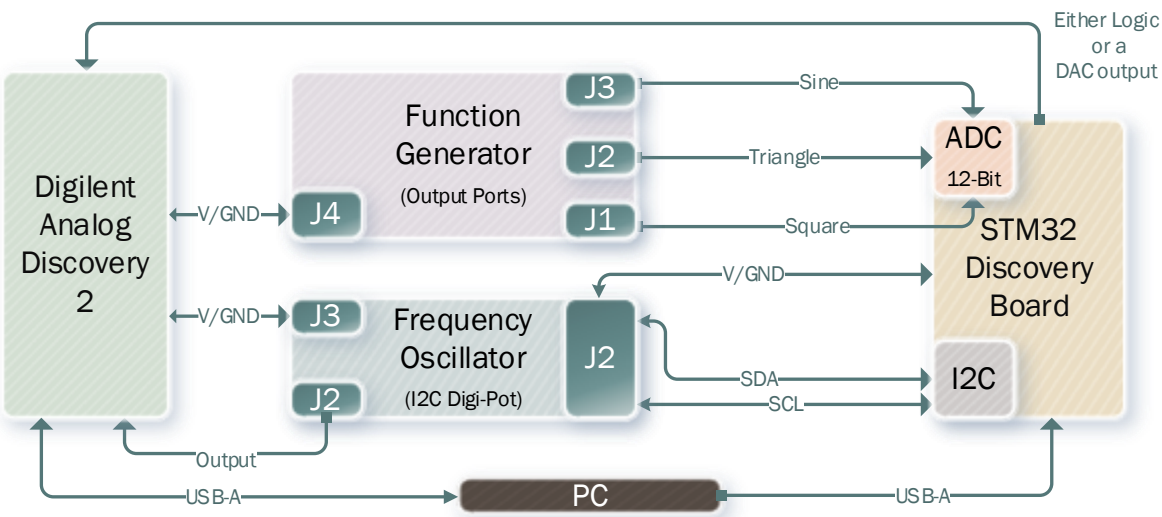 Either Logic
or a
DAC output
Digilent
Analog
Discovery
2
Function
Generator
(Output Ports)
J3
J2
J1
J4
Sine
Triangle
Square
ADC
12-Bit
STM32
Discovery
Board
V/GND
V/GND
V/GND
J3
J2
Frequency
Oscillator
(I2C Digi-Pot)
J2
SDA
SCL
I2C
Output
USB-A
PC
USB-A